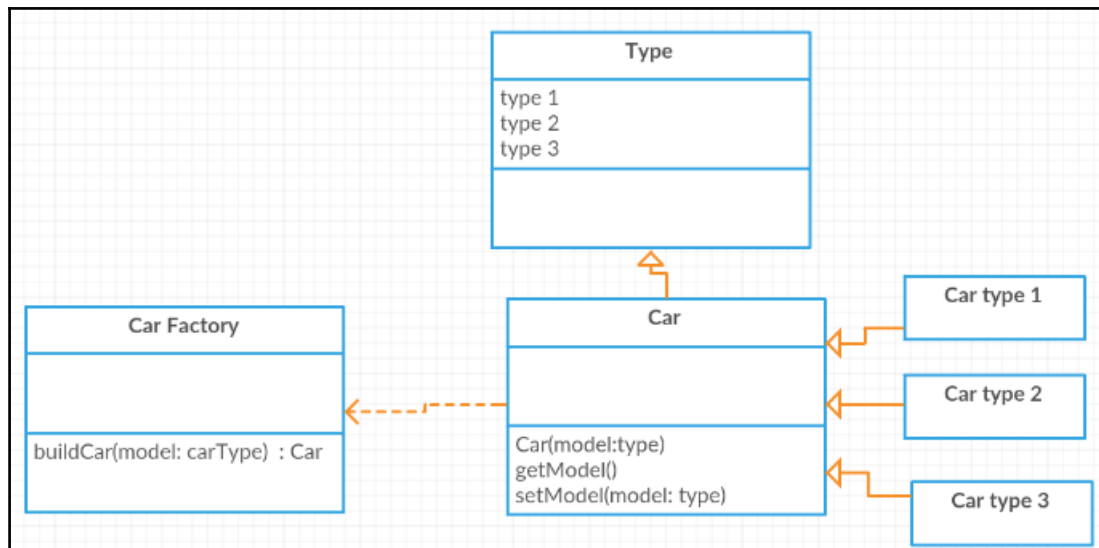 Type
type 1
type 2
type 3
Car Factory
buildCar(model: carType) : Car
Car
Car(model:type)
getModel()
setModel(model: type)
Car type 1
Car type 2
Car type 3